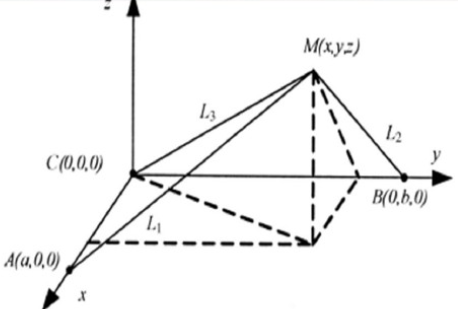 z
M(x,y,z)
L₃
L₂
C(0,0,0)
y
B(0,b,0)
L₁
A(a,0,0)
x